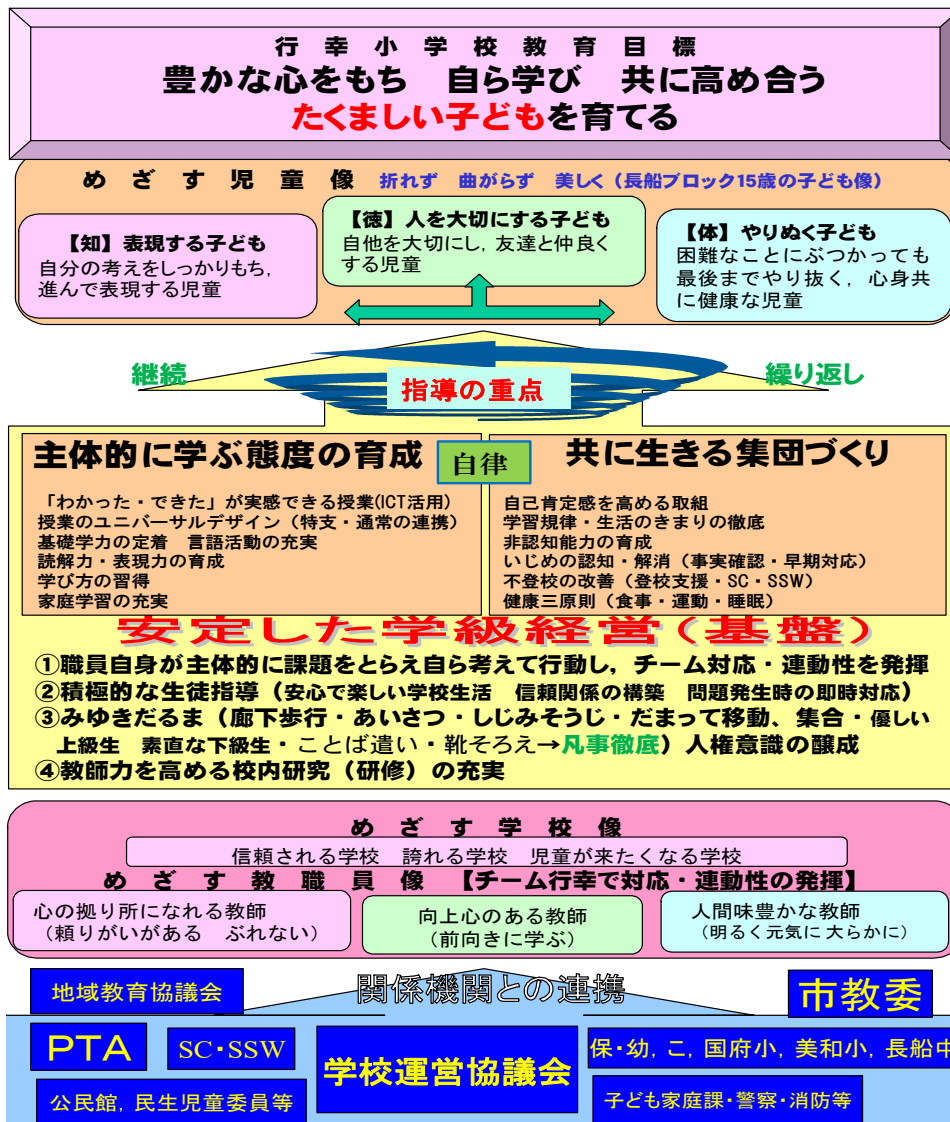 行幸小学校教育目標
豊かな心をもち　自ら学び　共に高め合う
たくましい子どもを育てる
めざす児童像　折れず　曲がらず　美しく（長船ブロック15歳の子ども像）
【知】表現する子ども
自分の考えをしっかりもち，
進んで表現する児童
【徳】人を大切にする子ども
自他を大切にし，友達と仲良く
する児童
【体】やりぬく子ども
困難なことにぶつかっても
最後までやり抜く，心身共
に健康な児童
継続
繰り返し
指導の重点
主体的に学ぶ態度の育成
自律
共に生きる集団づくり
「わかった・できた」が実感できる授業(ICT活用)
授業のユニバーサルデザイン（特支・通常の連携）
基礎学力の定着　言語活動の充実
読解力・表現力の育成
学び方の習得
家庭学習の充実
自己肯定感を高める取組
学習規律・生活のきまりの徹底
非認知能力の育成
いじめの認知・解消（事実確認・早期対応）
不登校の改善（登校支援・SC・SSW）
健康三原則（食事・運動・睡眠）
安定した学級経営（基盤）
①職員自身が主体的に課題をとらえ自ら考えて行動し，チーム対応・連動性を発揮
②積極的な生徒指導（安心で楽しい学校生活　信頼関係の構築　問題発生時の即時対応）
③みゆきだるま（廊下歩行・あいさつ・しじみそうじ・だまって移動、集合・優しい
上級生　素直な下級生・ことば遣い・靴そろえ→凡事徹底）人権意識の醸成
④教師力を高める校内研究（研修）の充実
めざす学校像
信頼される学校　誇れる学校　児童が来たくなる学校
めざす教職員像　【チーム行幸で対応・連動性の発揮】
心の拠り所になれる教師
（頼りがいがある　ぶれない）
向上心のある教師
（前向きに学ぶ）
人間味豊かな教師
（明るく元気に大らかに）
関係機関との連携
地域教育協議会
市教委
PTA
SC・SSW
学校運営協議会
保・幼，こ，国府小，美和小，長船中
公民館，民生児童委員等
子ども家庭課・警察・消防等